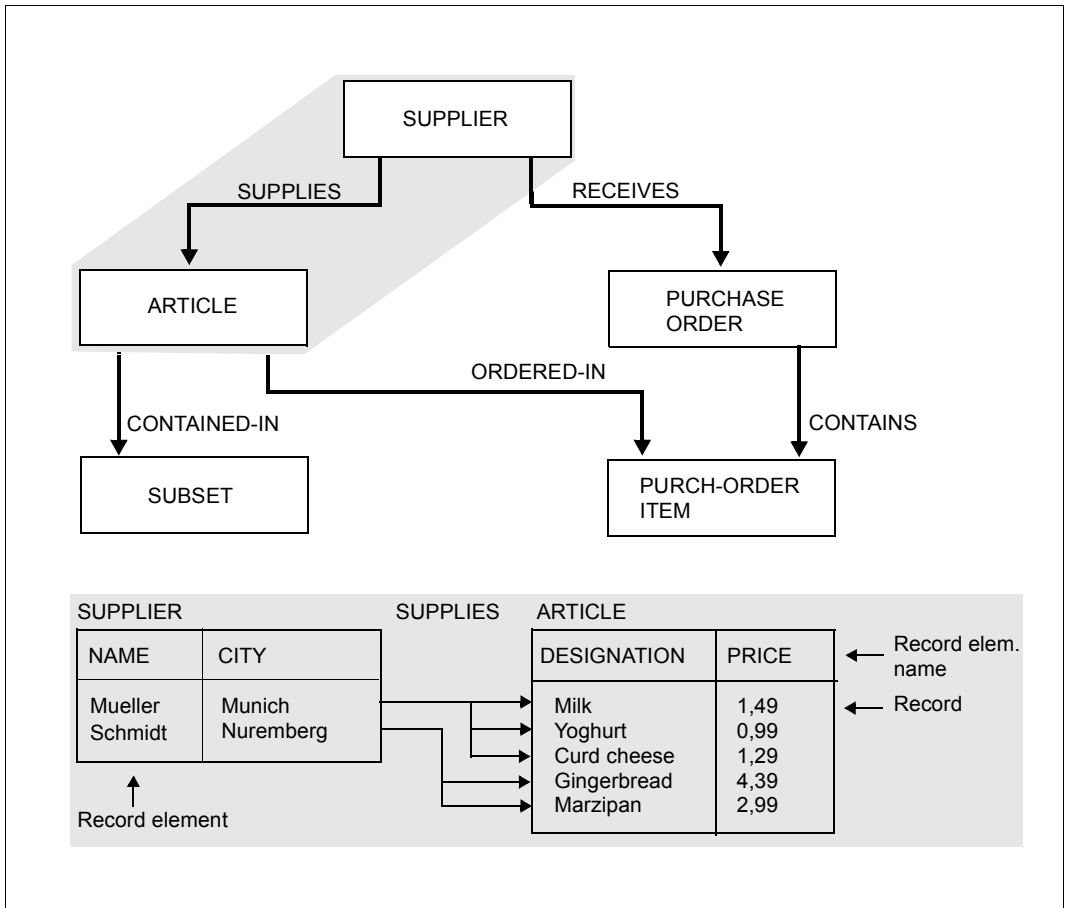 SUPPLIER
SUPPLIES
RECEIVES
ARTICLE
PURCHASE
ORDER
ORDERED-IN
CONTAINED-IN
CONTAINS
SUBSET
PURCH-ORDER
ITEM
SUPPLIER SUPPLIES ARTICLE
NAME CITY DESIGNATION PRICE Record elem.
name
Mueller Munich Milk 1,49 Record
Schmidt Nuremberg Yoghurt 0,99
Curd cheese 1,29
Gingerbread 4,39
Marzipan 2,99
Record element